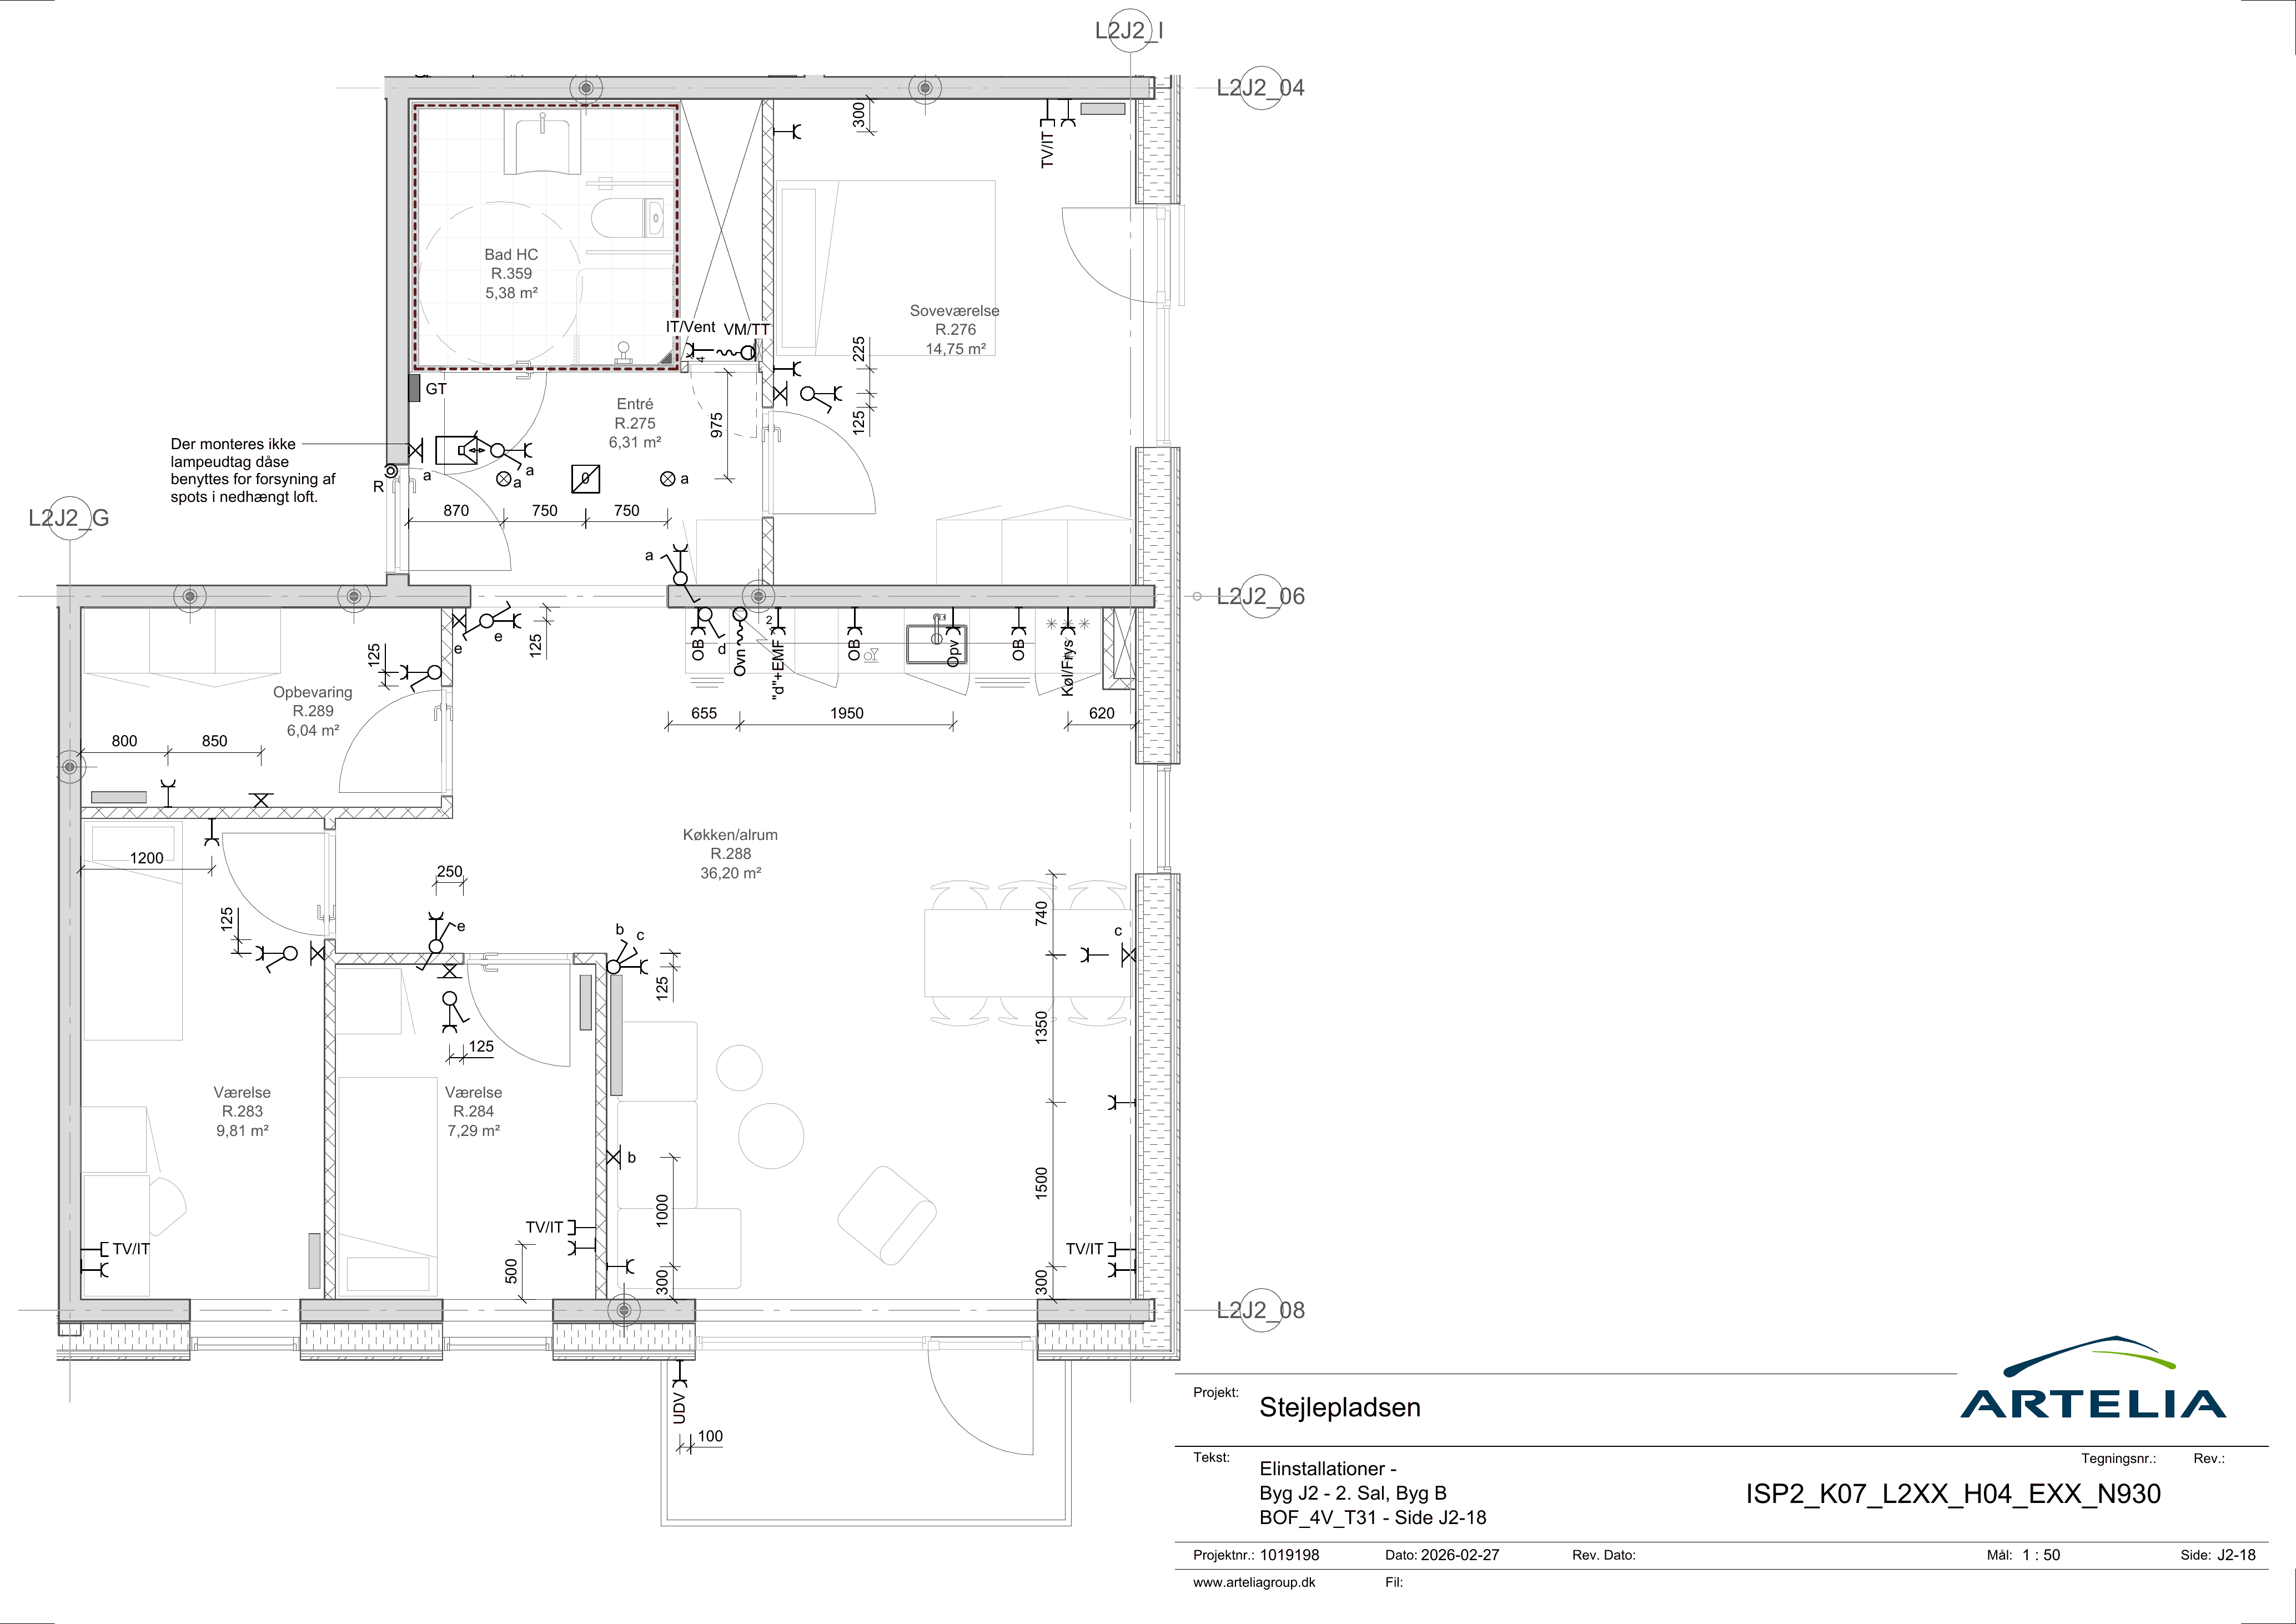 L2J2_I
L2J2_04
300
TV/IT
Bad HC
R.359
5,38 m²
Soveværelse
R.276
14,75 m²
IT/Vent
VM/TT
4
225
125
GT
Entré
R.275
6,31 m²
975
Der monteres ikke
lampeudtag dåse
benyttes for forsyning af
spots i nedhængt loft.
R
a
a
a
a
0
870
750
750
L2J2_G
a
L2J2_06
e
e
125
125
OB
d
Ovn
2
"d"+EMF
OB
Opv
OB
Køl/Frys
Opbevaring
R.289
6,04 m²
655
1950
620
800
850
Køkken/alrum
R.288
36,20 m²
1200
250
125
e
b
c
125
740
c
1350
125
Værelse
R.283
9,81 m²
Værelse
R.284
7,29 m²
b
1000
1500
TV/IT
TV/IT
TV/IT
500
300
300
L2J2_08
UDV
100
Projekt:
Stejlepladsen
ARTELIA
Tekst:
Elinstallationer -
Byg J2 - 2. Sal, Byg B
BOF_4V_T31 - Side J2-18
Tegningsnr.:
Rev.:
ISP2_K07_L2XX_H04_EXX_N930
Projektnr.: 1019198
Dato: 2026-02-27
Rev. Dato:
Mål: 1 : 50
Side: J2-18
www.arteliagroup.dk
Fil: